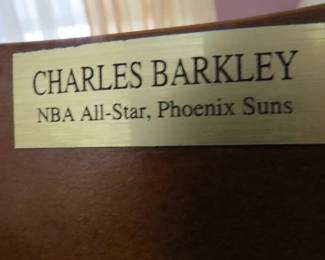 CHARLES BARKLEY
NBA All-Star, Phoenix Suns